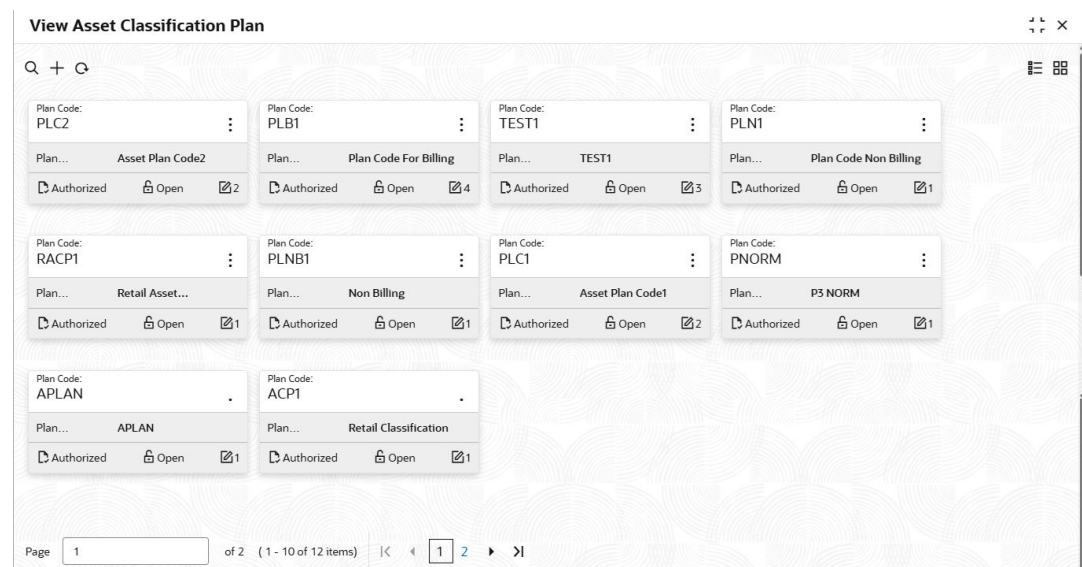 View Asset Classification Plan
Plan Code: Plan Code: Plan Code: Plan Code:
PLC2 PLB1 TEST1 PLN1
Plan... Asset Plan Code2 Plan... Plan Code For Billing Plan... TEST1 Plan... Plan Code Non Billing
Authorized Open 2 Authorized Open 4 Authorized Open 3 Authorized Open 1
Plan Code: Plan Code: Plan Code: Plan Code:
RACP1 PLNB1 PLC1 PNORM
Plan... Retail Asset... Plan... Non Billing Plan... Asset Plan Code1 Plan... P3 NORM
Authorized Open 1 Authorized Open 1 Authorized Open 2 Authorized Open 1
Plan Code: Plan Code:
APLAN ACP1
Plan... APLAN Plan... Retail Classification
Authorized Open 1 Authorized Open 1
Page 1 of 2 ( 1 - 10 of 12 items) 1 2